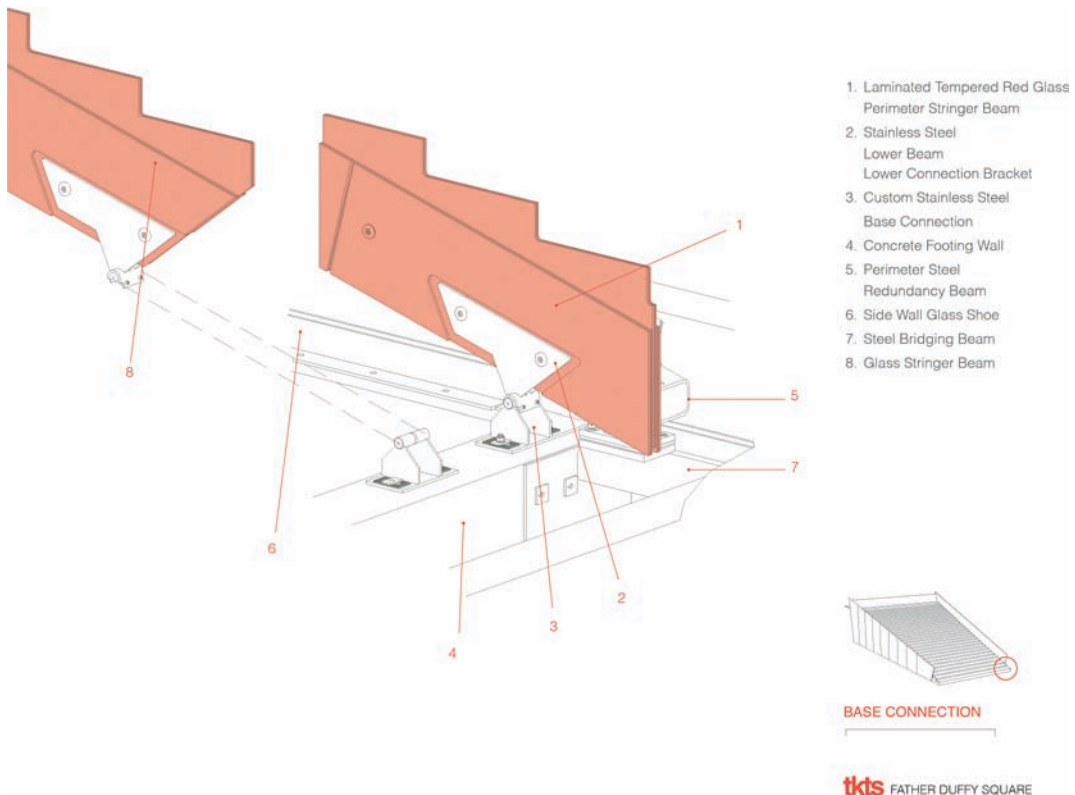 1. Laminated Tempered Red Glass
Perimeter Stringer Beam
2. Stainless Steel
Lower Beam
Lower Connection Bracket
3. Custom Stainless Steel
Base Connection
4. Concrete Footing Wall
5. Perimeter Steel
Redundancy Beam
6. Side Wall Glass Shoe
7. Steel Bridging Beam
8. Glass Stringer Beam
1
8
5
7
6
2
3
4
BASE CONNECTION
tkts FATHER DUFFY SQUARE